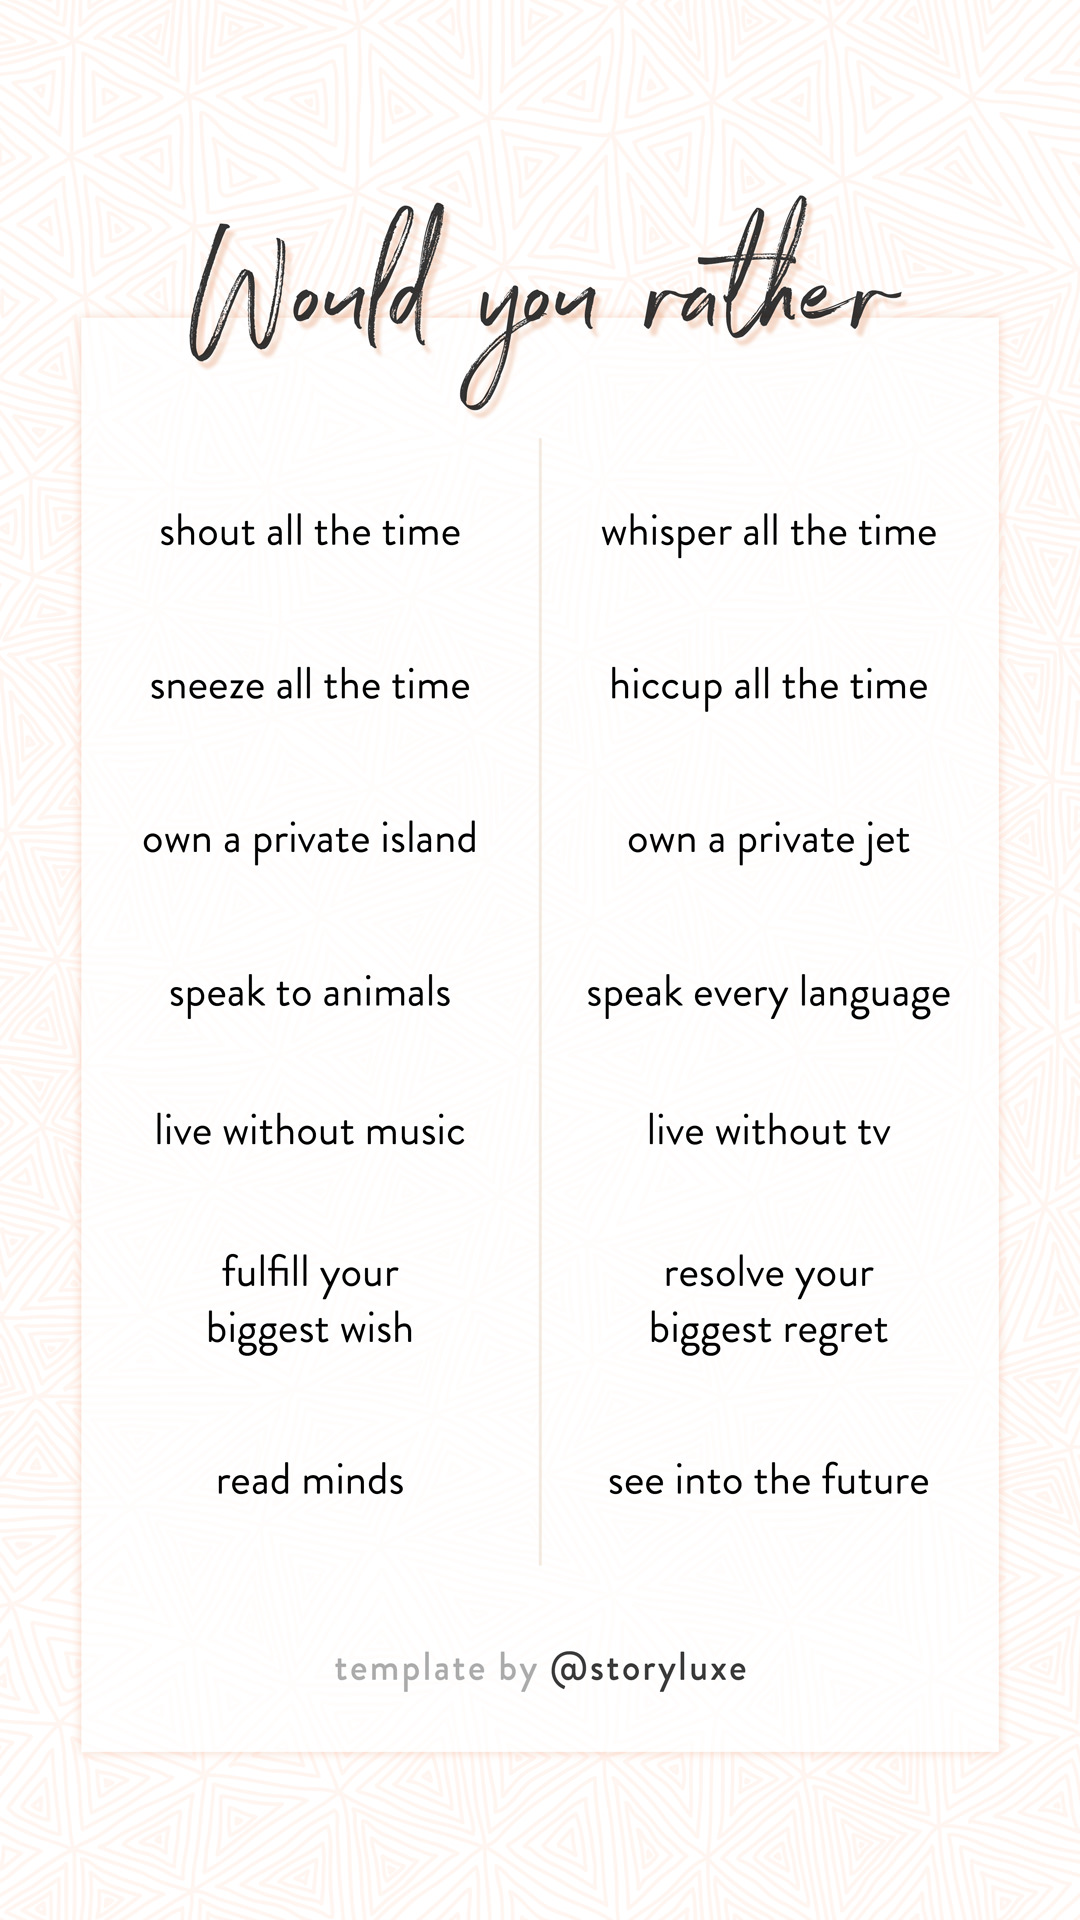 Would you rather
shout all the time
whisper all the time
sneeze all the time
hiccup all the time
own a private island
own a private jet
speak to animals
speak every language
live without music
live without tv
fulfill your
biggest wish
resolve your
biggest regret
read minds
see into the future
template by @storyluxe